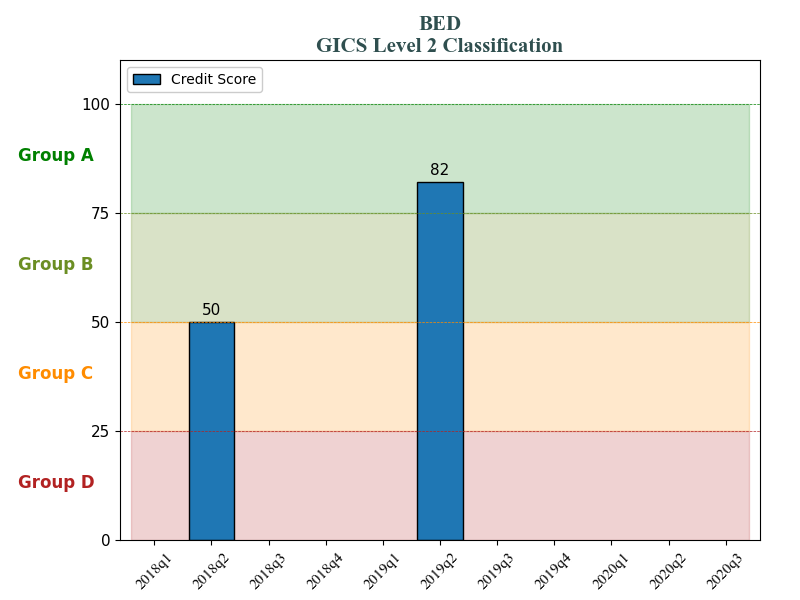 BED
GICS Level 2 Classification
Credit Score
100
Group A
82
75
Group B
50
50
Group C
25
Group D
0
2018q1 2018q2 2018q3 2018q4 2019q1 2019q2 2019q3 2019q4 2020q1 2020q2 2020q3